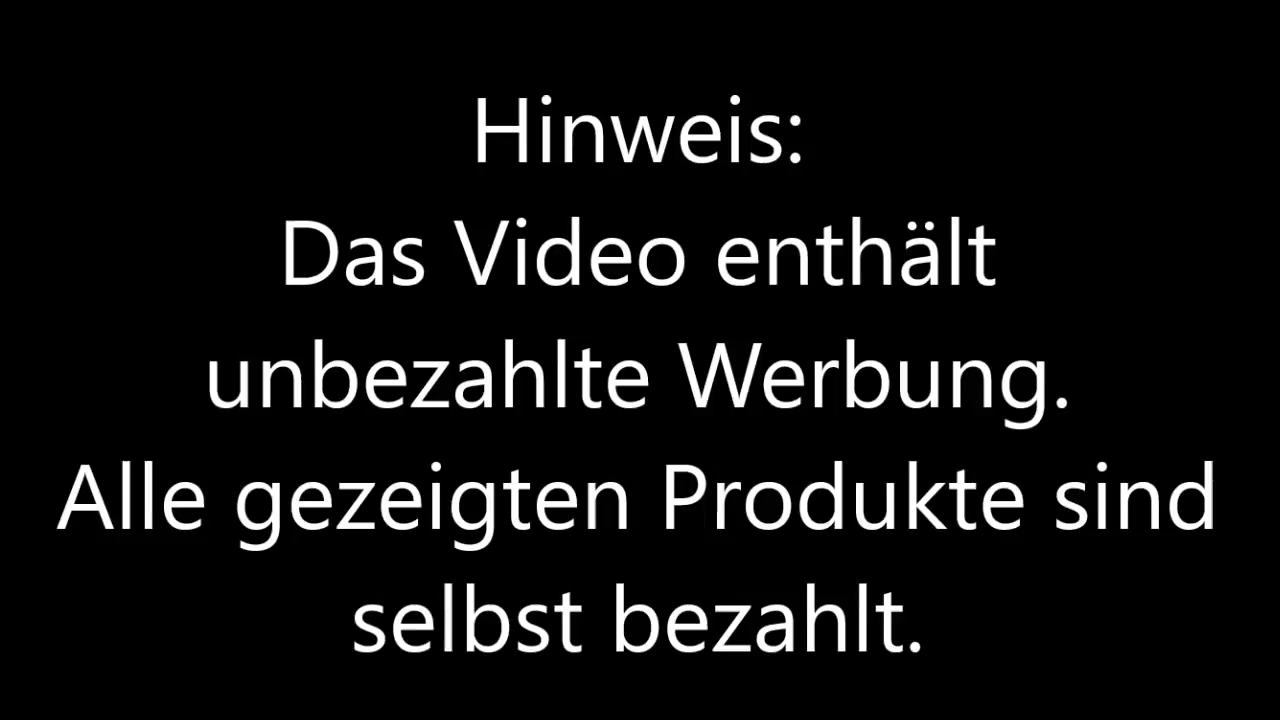 Hinweis:
Das Video enthält
unbezahlte Werbung.
Alle gezeigten Produkte sind
selbst bezahlt.